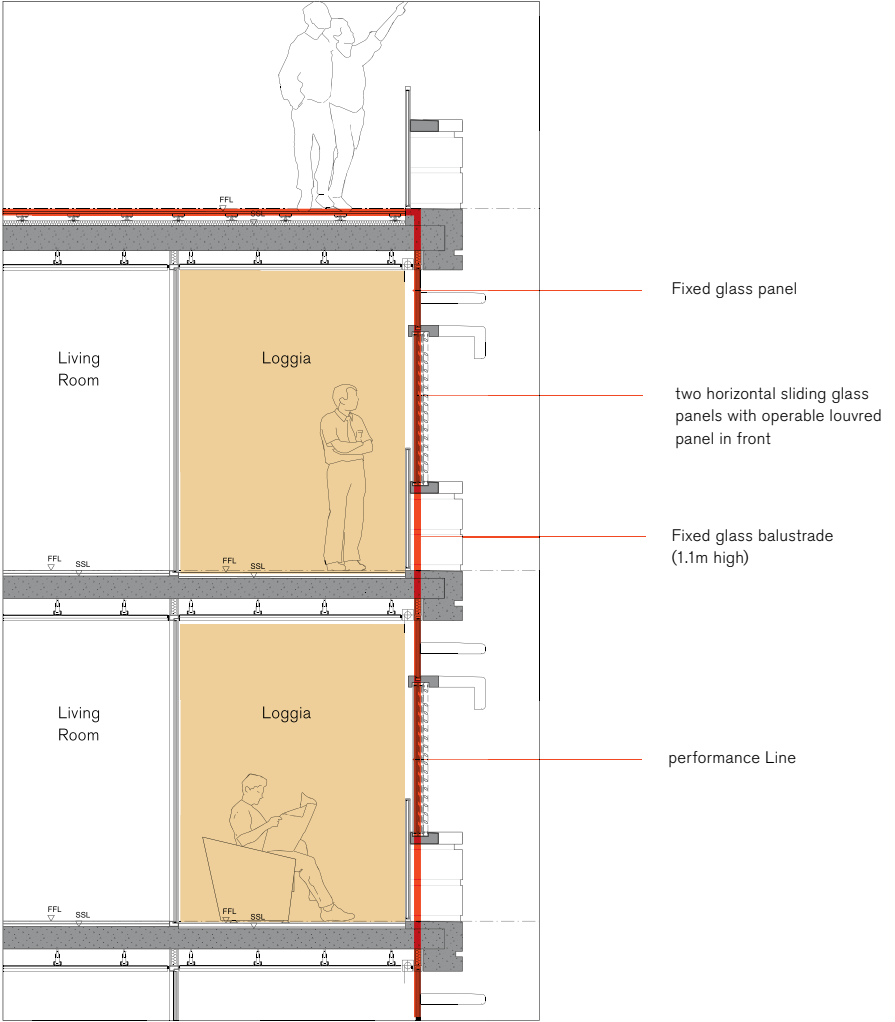 FFL
SSL
Fixed glass panel
Living
Room
Loggia
two horizontal sliding glass
panels with operable louvred
panel in front
Fixed glass balustrade
(1.1m high)
FFL
SSL
FFL
SSL
Living
Room
Loggia
performance Line
FFL
SSL
FFL
SSL